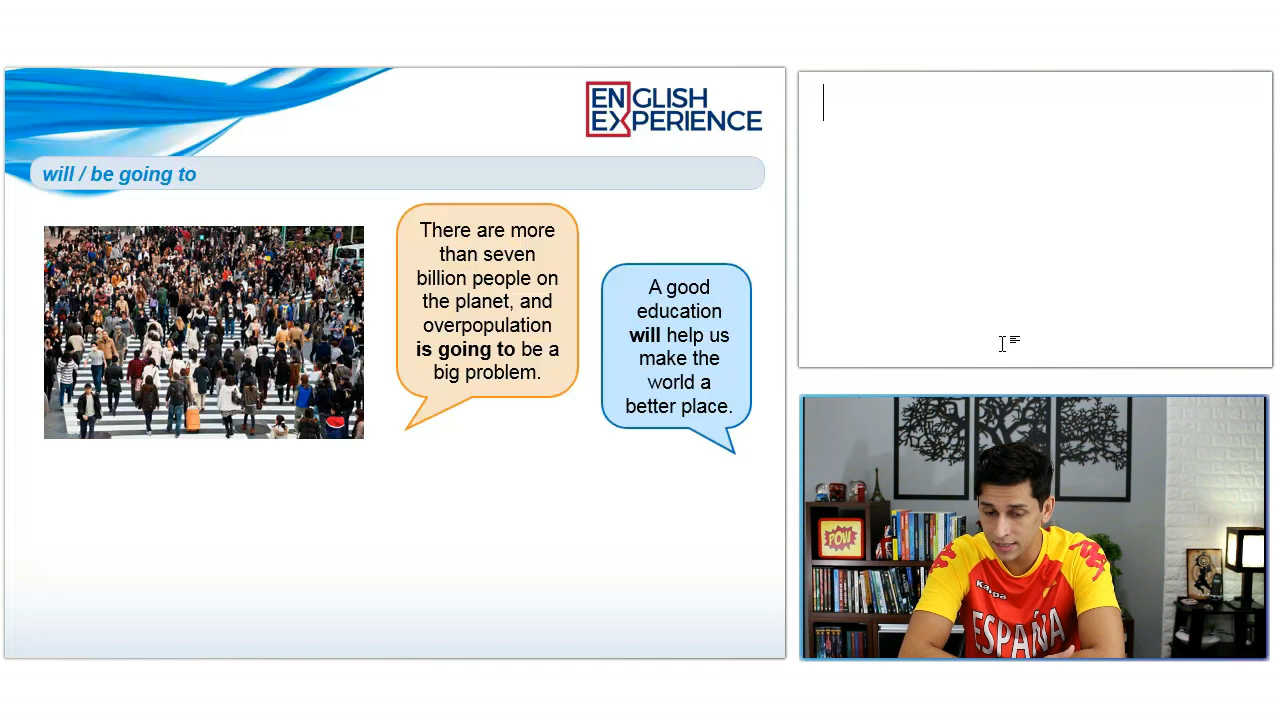 ENGLISH
EXPERIENCE
will / be going to
There are more
than seven
billion people on
the planet, and
overpopulation
is going to be a
big problem.
A good
education
will help us
make the
world a
better place.
POW
Kappa
ESPAÑA